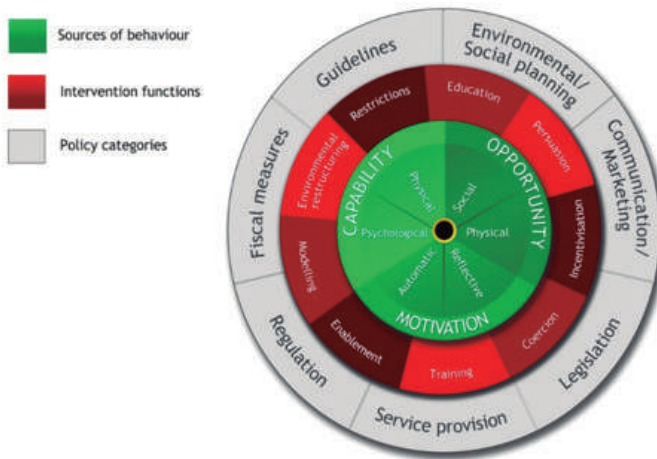 Sources of behaviour
Intervention functions
Policy categories
Guidelines
Environmental/
Social planning
Communication/
Marketing
Legislation
Service provision
Regulation
Fiscal measures
Restrictions
Education
Persuasion
Incentivisation
Coercion
Training
Enablement
Modelling
Environmental
restructuring
CAPABILITY
OPPORTUNITY
MOTIVATION
Physical
Social
Psychological
Physical
Automatic
Reflective